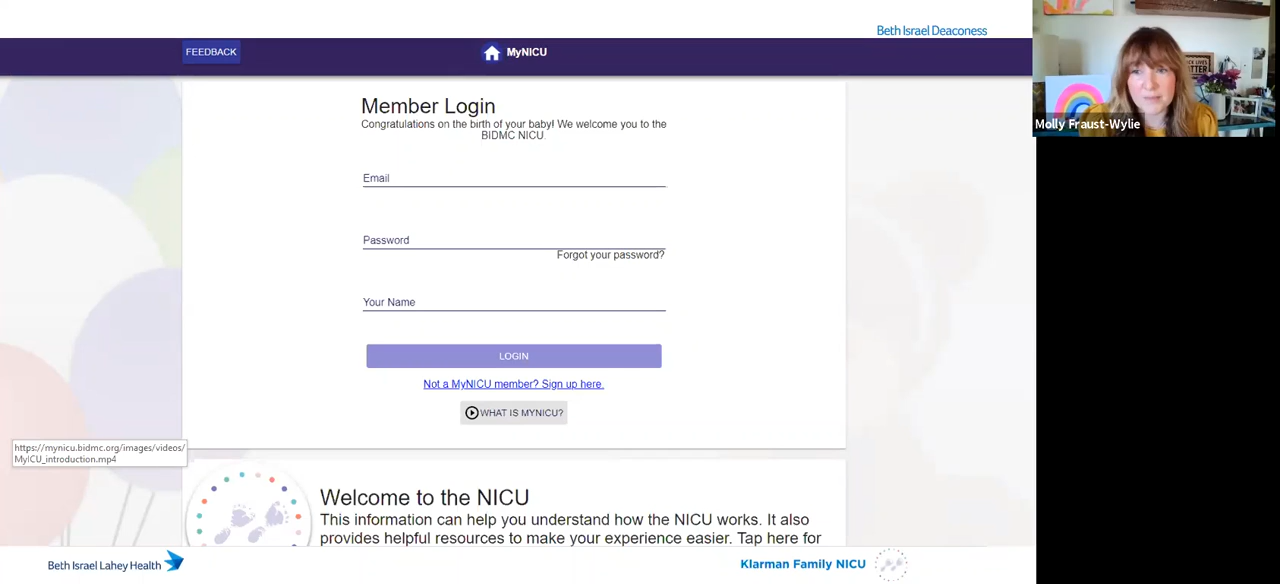 Beth Israel Deaconess
FEEDBACK
MyNICU
Member Login
Congratulations on the birth of your baby! We welcome you to the
BIDMC NICU.
Email
Password
Forgot your password?
Your Name
LOGIN
Not a MyNICU member? Sign up here.
WHAT IS MYNICU?
https://mynicu.bidmc.org/images/videos/
MyICU_introduction.mp4
Welcome to the NICU
This information can help you understand how the NICU works. It also
provides helpful resources to make your experience easier. Tap here for
Beth Israel Lahey Health
Klarman Family NICU
Molly Fraust-Wylie